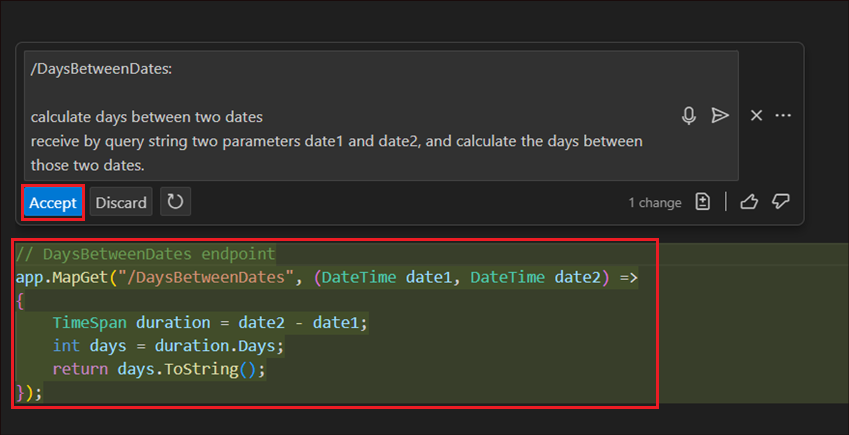 /DaysBetweenDates:
calculate days between two dates
receive by query string two parameters date1 and date2, and calculate the days between
those two dates.
Accept Discard 1 change
// DaysBetweenDates endpoint
app.MapGet("/DaysBetweenDates", (DateTime date1, DateTime date2) =>
{
    TimeSpan duration = date2 - date1;
    int days = duration.Days;
    return days.ToString();
});